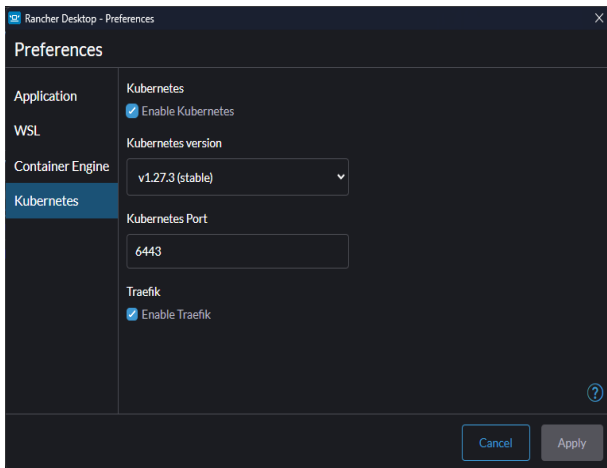 Rancher Desktop - Preferences
Preferences
Application
WSL
Container Engine
Kubernetes
Kubernetes
Enable Kubernetes
Kubernetes version
v1.27.3 (stable)
Kubernetes Port
6443
Traefik
Enable Traefik
?
Cancel
Apply